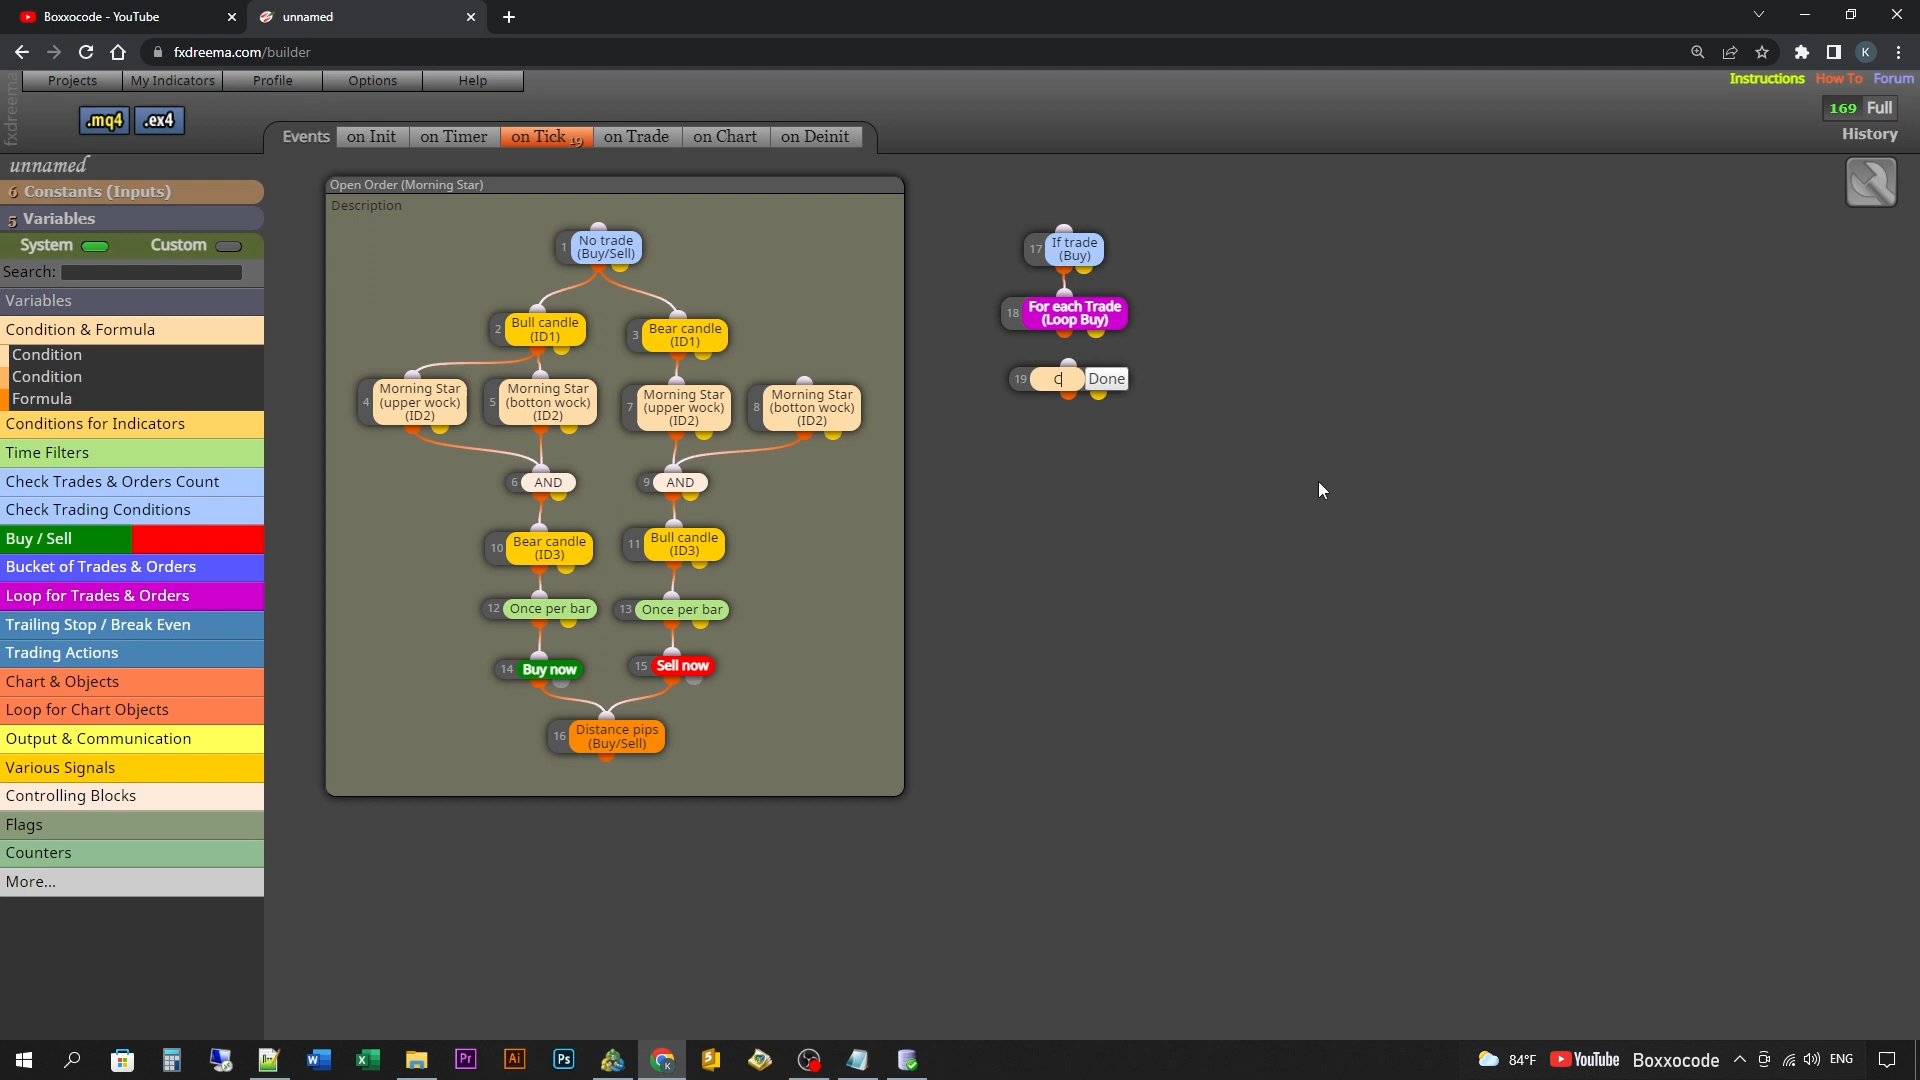 Boxxocode - YouTube
unnamed
fxdreema.com/builder
K
fxdreema
Projects
My Indicators
Profile
Options
Help
Instructions
How To
Forum
.mq4
.ex4
169 Full
History
Events
on Init
on Timer
on Tick 19
on Trade
on Chart
on Deinit
unnamed
6 Constants (Inputs)
5 Variables
System
Custom
Search:
Variables
Condition & Formula
Condition
Condition
Formula
Conditions for Indicators
Time Filters
Check Trades & Orders Count
Check Trading Conditions
Buy / Sell
Bucket of Trades & Orders
Loop for Trades & Orders
Trailing Stop / Break Even
Trading Actions
Chart & Objects
Loop for Chart Objects
Output & Communication
Various Signals
Controlling Blocks
Flags
Counters
More...
Open Order (Morning Star)
Description
1 No trade
(Buy/Sell)
2 Bull candle
(ID1)
3 Bear candle
(ID1)
4 Morning Star
(upper wock)
(ID2)
5 Morning Star
(botton wock)
(ID2)
7 Morning Star
(upper wock)
(ID2)
8 Morning Star
(botton wock)
(ID2)
6 AND
9 AND
10 Bear candle
(ID3)
11 Bull candle
(ID3)
12 Once per bar
13 Once per bar
14 Buy now
15 Sell now
16 Distance pips
(Buy/Sell)
17 If trade
(Buy)
18 For each Trade
(Loop Buy)
19 C Done
W
X
Pr
Ai
Ps
K
5
84°F
YouTube
Boxxocode
ENG